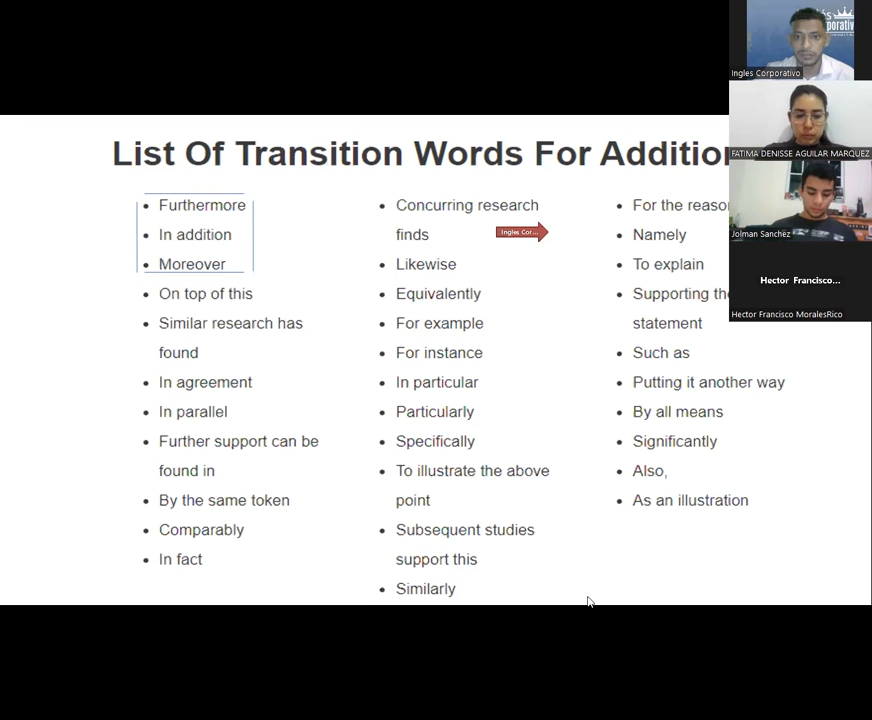 List Of Transition Words For Addition
Furthermore
In addition
Moreover
On top of this
Similar research has
found
In agreement
In parallel
Further support can be
found in
By the same token
Comparably
In fact
Concurring research
finds
Ingles Cor...
Likewise
Equivalently
For example
For instance
In particular
Particularly
Specifically
To illustrate the above
point
Subsequent studies
support this
Similarly
For the
Namely
To explain
Supporting
statement
Such as
Putting it another way
By all means
Significantly
Also,
As an illustration
Ingles Corporativo
FATIMA DENISSE AGUILAR MARQUEZ
Jolman Sanchez
Hector Francisco...
Hector Francisco MoralesRico